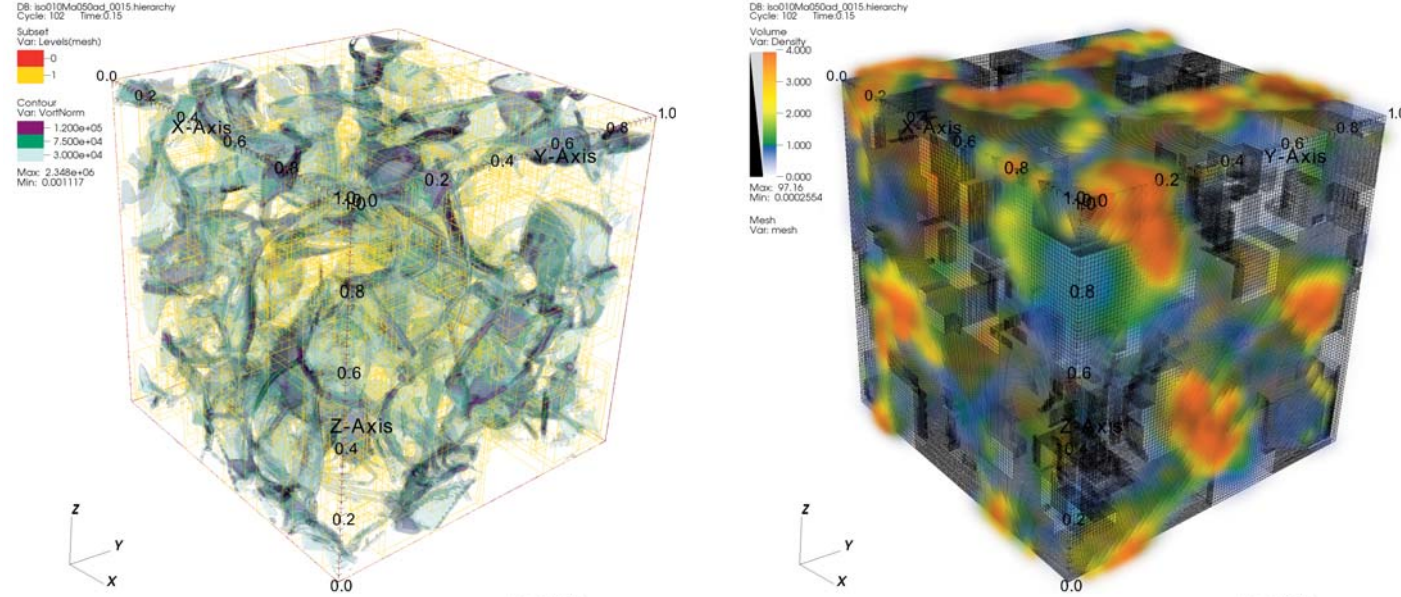 DB: iso010Ma050ad_0015.hierarchy
Cycle: 102 Time:0.15
Subset
Var: Levels(mesh)
0
1
Contour
Var: VortNorm
1.200e+05
7.500e+04
3.000e+04
Max: 2.348e+06
Min: 0.001117
0.0
0.2
0.4
X-Axis
0.6
0.8
1.0
0.0
0.2
0.4
Y-Axis
0.6
0.8
1.0
0.8
0.6
Z-Axis
0.4
0.2
0.0
Z
Y
X
DB: iso010Ma050ad_0015.hierarchy
Cycle: 102 Time:0.15
Volume
Var: Density
4.000
3.000
2.000
1.000
0.000
Max: 97.16
Min: 0.0002554
Mesh
Var: mesh
0.0
0.2
X-Axis
0.6
0.8
1.0
0.0
0.2
0.4
Y-Axis
0.6
0.8
1.0
0.8
0.6
Z-Axis
0.2
0.0
Z
Y
X